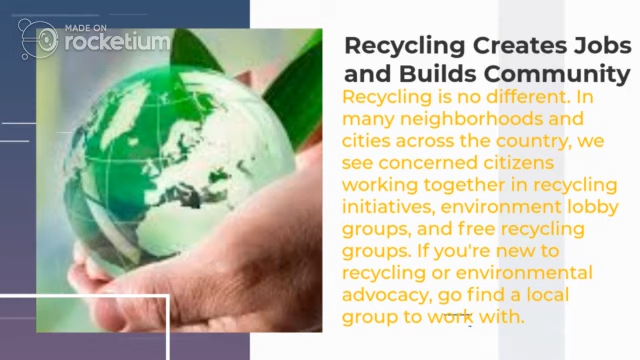 MADE ON
rocketium
Recycling Creates Jobs
and Builds Community
Recycling is no different. In
many neighborhoods and
cities across the country, we
see concerned citizens
working together in recycling
initiatives, environment lobby
groups, and free recycling
groups. If you're new to
recycling or environmental
advocacy, go find a local
group to work with.